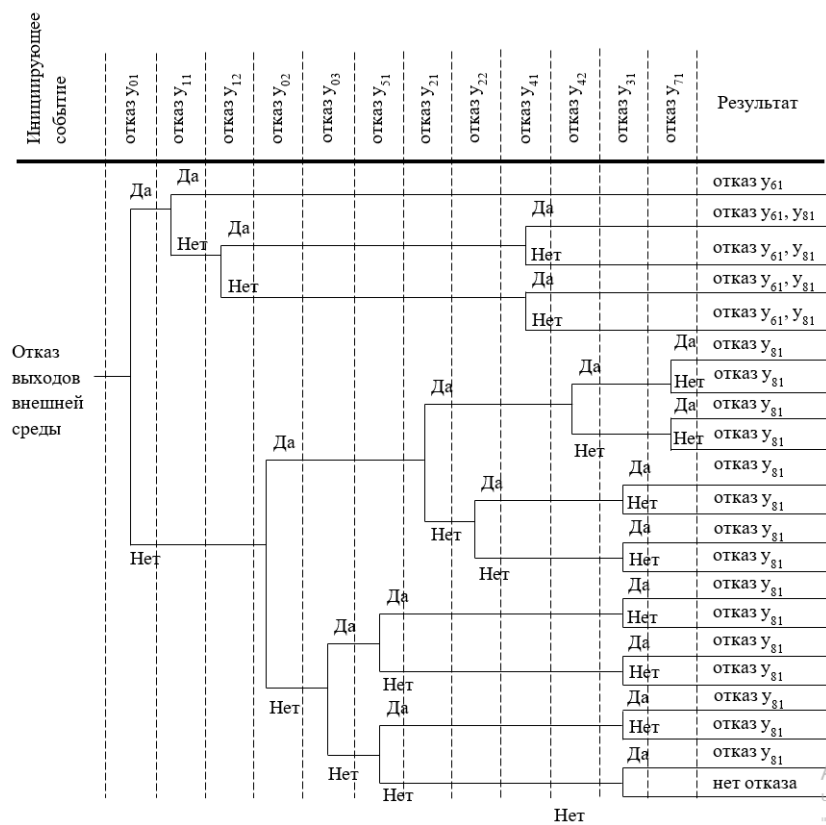 Инициирующее
событие
отказ y₀₁
отказ y₁₁
отказ y₁₂
отказ y₀₂
отказ y₀₃
отказ y₅₁
отказ y₂₁
отказ y₂₂
отказ y₄₁
отказ y₄₂
отказ y₃₁
отказ y₇₁
Результат
Да
Да
отказ y₆₁
Да
отказ y₆₁, y₈₁
Да
Нет
Нет
отказ y₆₁, y₈₁
Нет
Да
отказ y₆₁, y₈₁
Нет
отказ y₆₁, y₈₁
Отказ
выходов
внешней
среды
Да
отказ y₈₁
Да
Нет
отказ y₈₁
Да
отказ y₈₁
Да
Нет
Нет
отказ y₈₁
Да
отказ y₈₁
Да
Нет
отказ y₈₁
Нет
Да
отказ y₈₁
Нет
Нет
Нет
отказ y₈₁
Да
Да
отказ y₈₁
Да
Нет
отказ y₈₁
Да
отказ y₈₁
Нет
Нет
отказ y₈₁
Нет
Да
Да
отказ y₈₁
Нет
отказ y₈₁
Нет
Да
отказ y₈₁
Нет
нет отказа
Нет